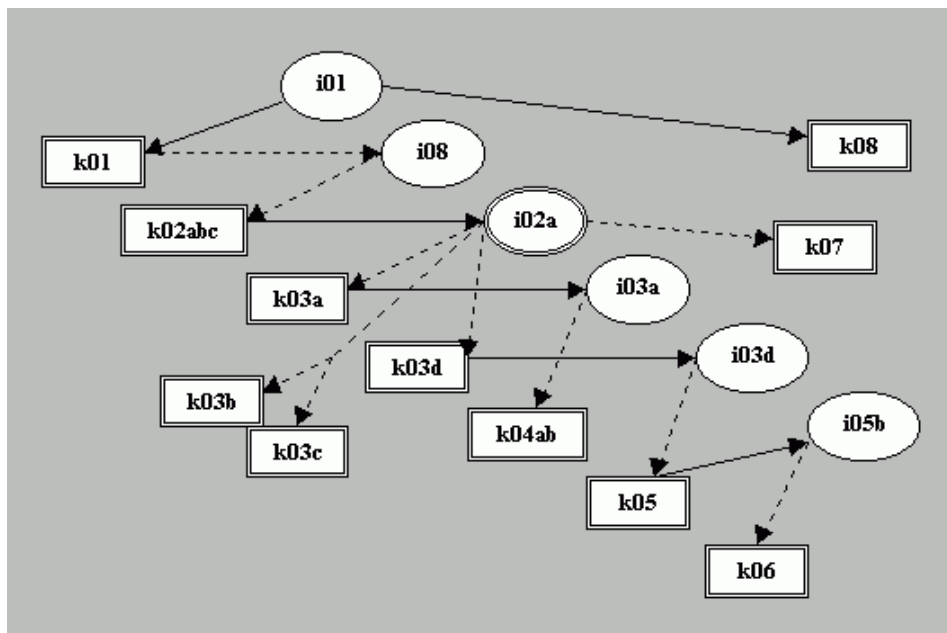 i01
k08
k01
i08
k02abc
i02a
k07
k03a
i03a
k03d
i03d
k03b
k04ab
i05b
k03c
k05
k06